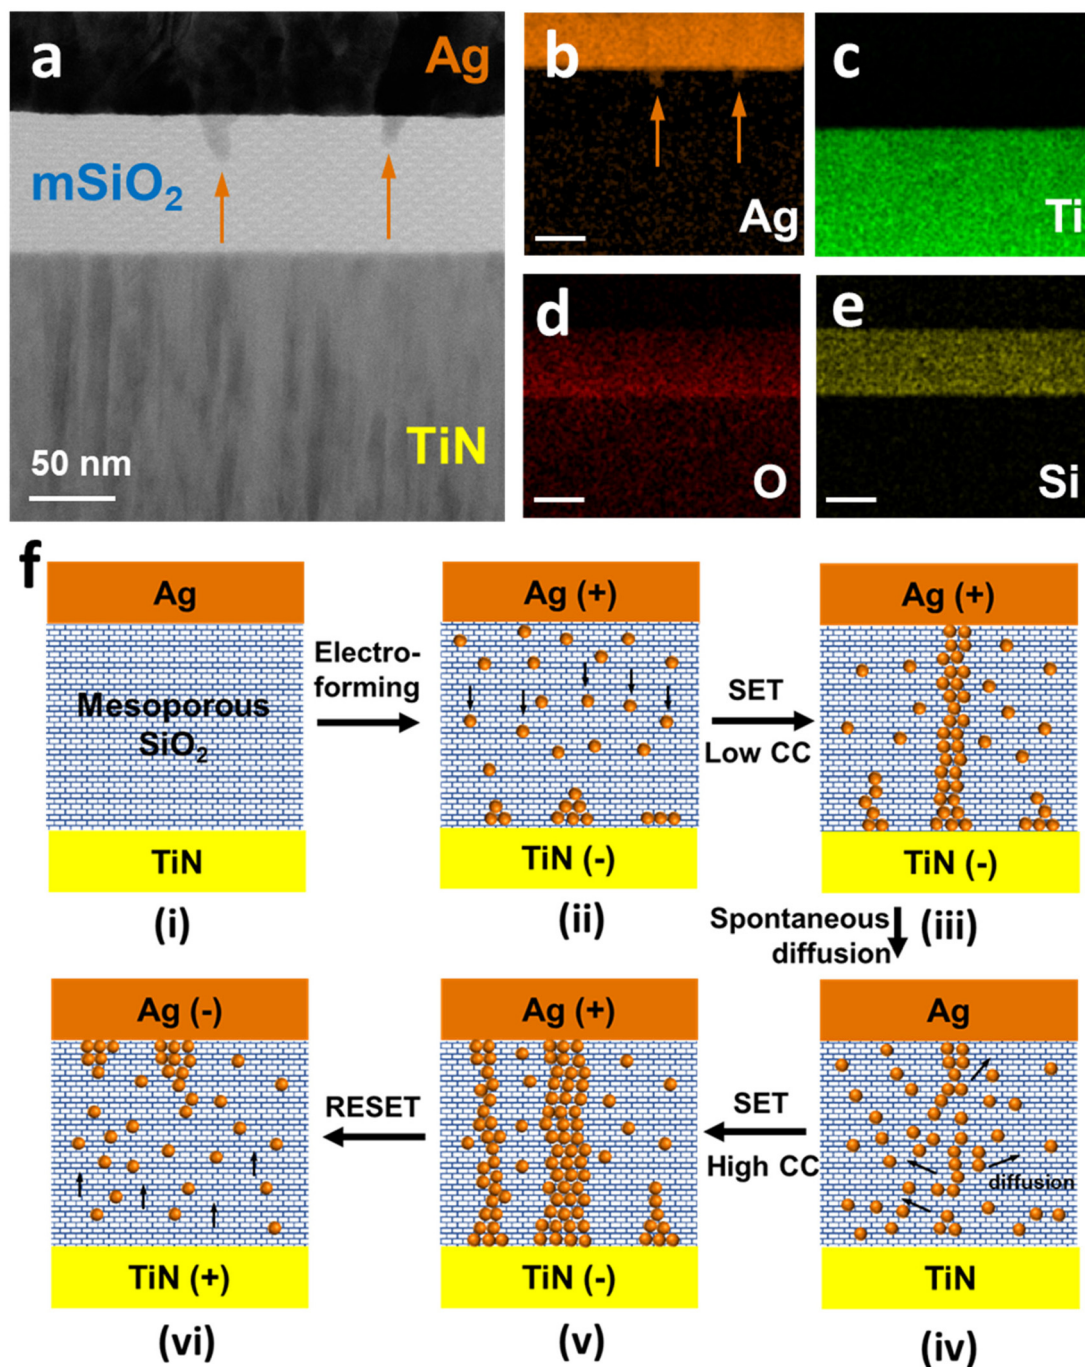 a
Ag
mSiO₂
TiN
50 nm
b
Ag
c
Ti
d
O
e
Si
f
Ag
Mesoporous
SiO₂
TiN
(i)
Electro-
forming
Ag (+)
TiN (-)
(ii)
SET
Low CC
Ag (+)
TiN (-)
(iii)
Spontaneous
diffusion
Ag
diffusion
TiN
(iv)
SET
High CC
Ag (+)
TiN (-)
(v)
RESET
Ag (-)
TiN (+)
(vi)